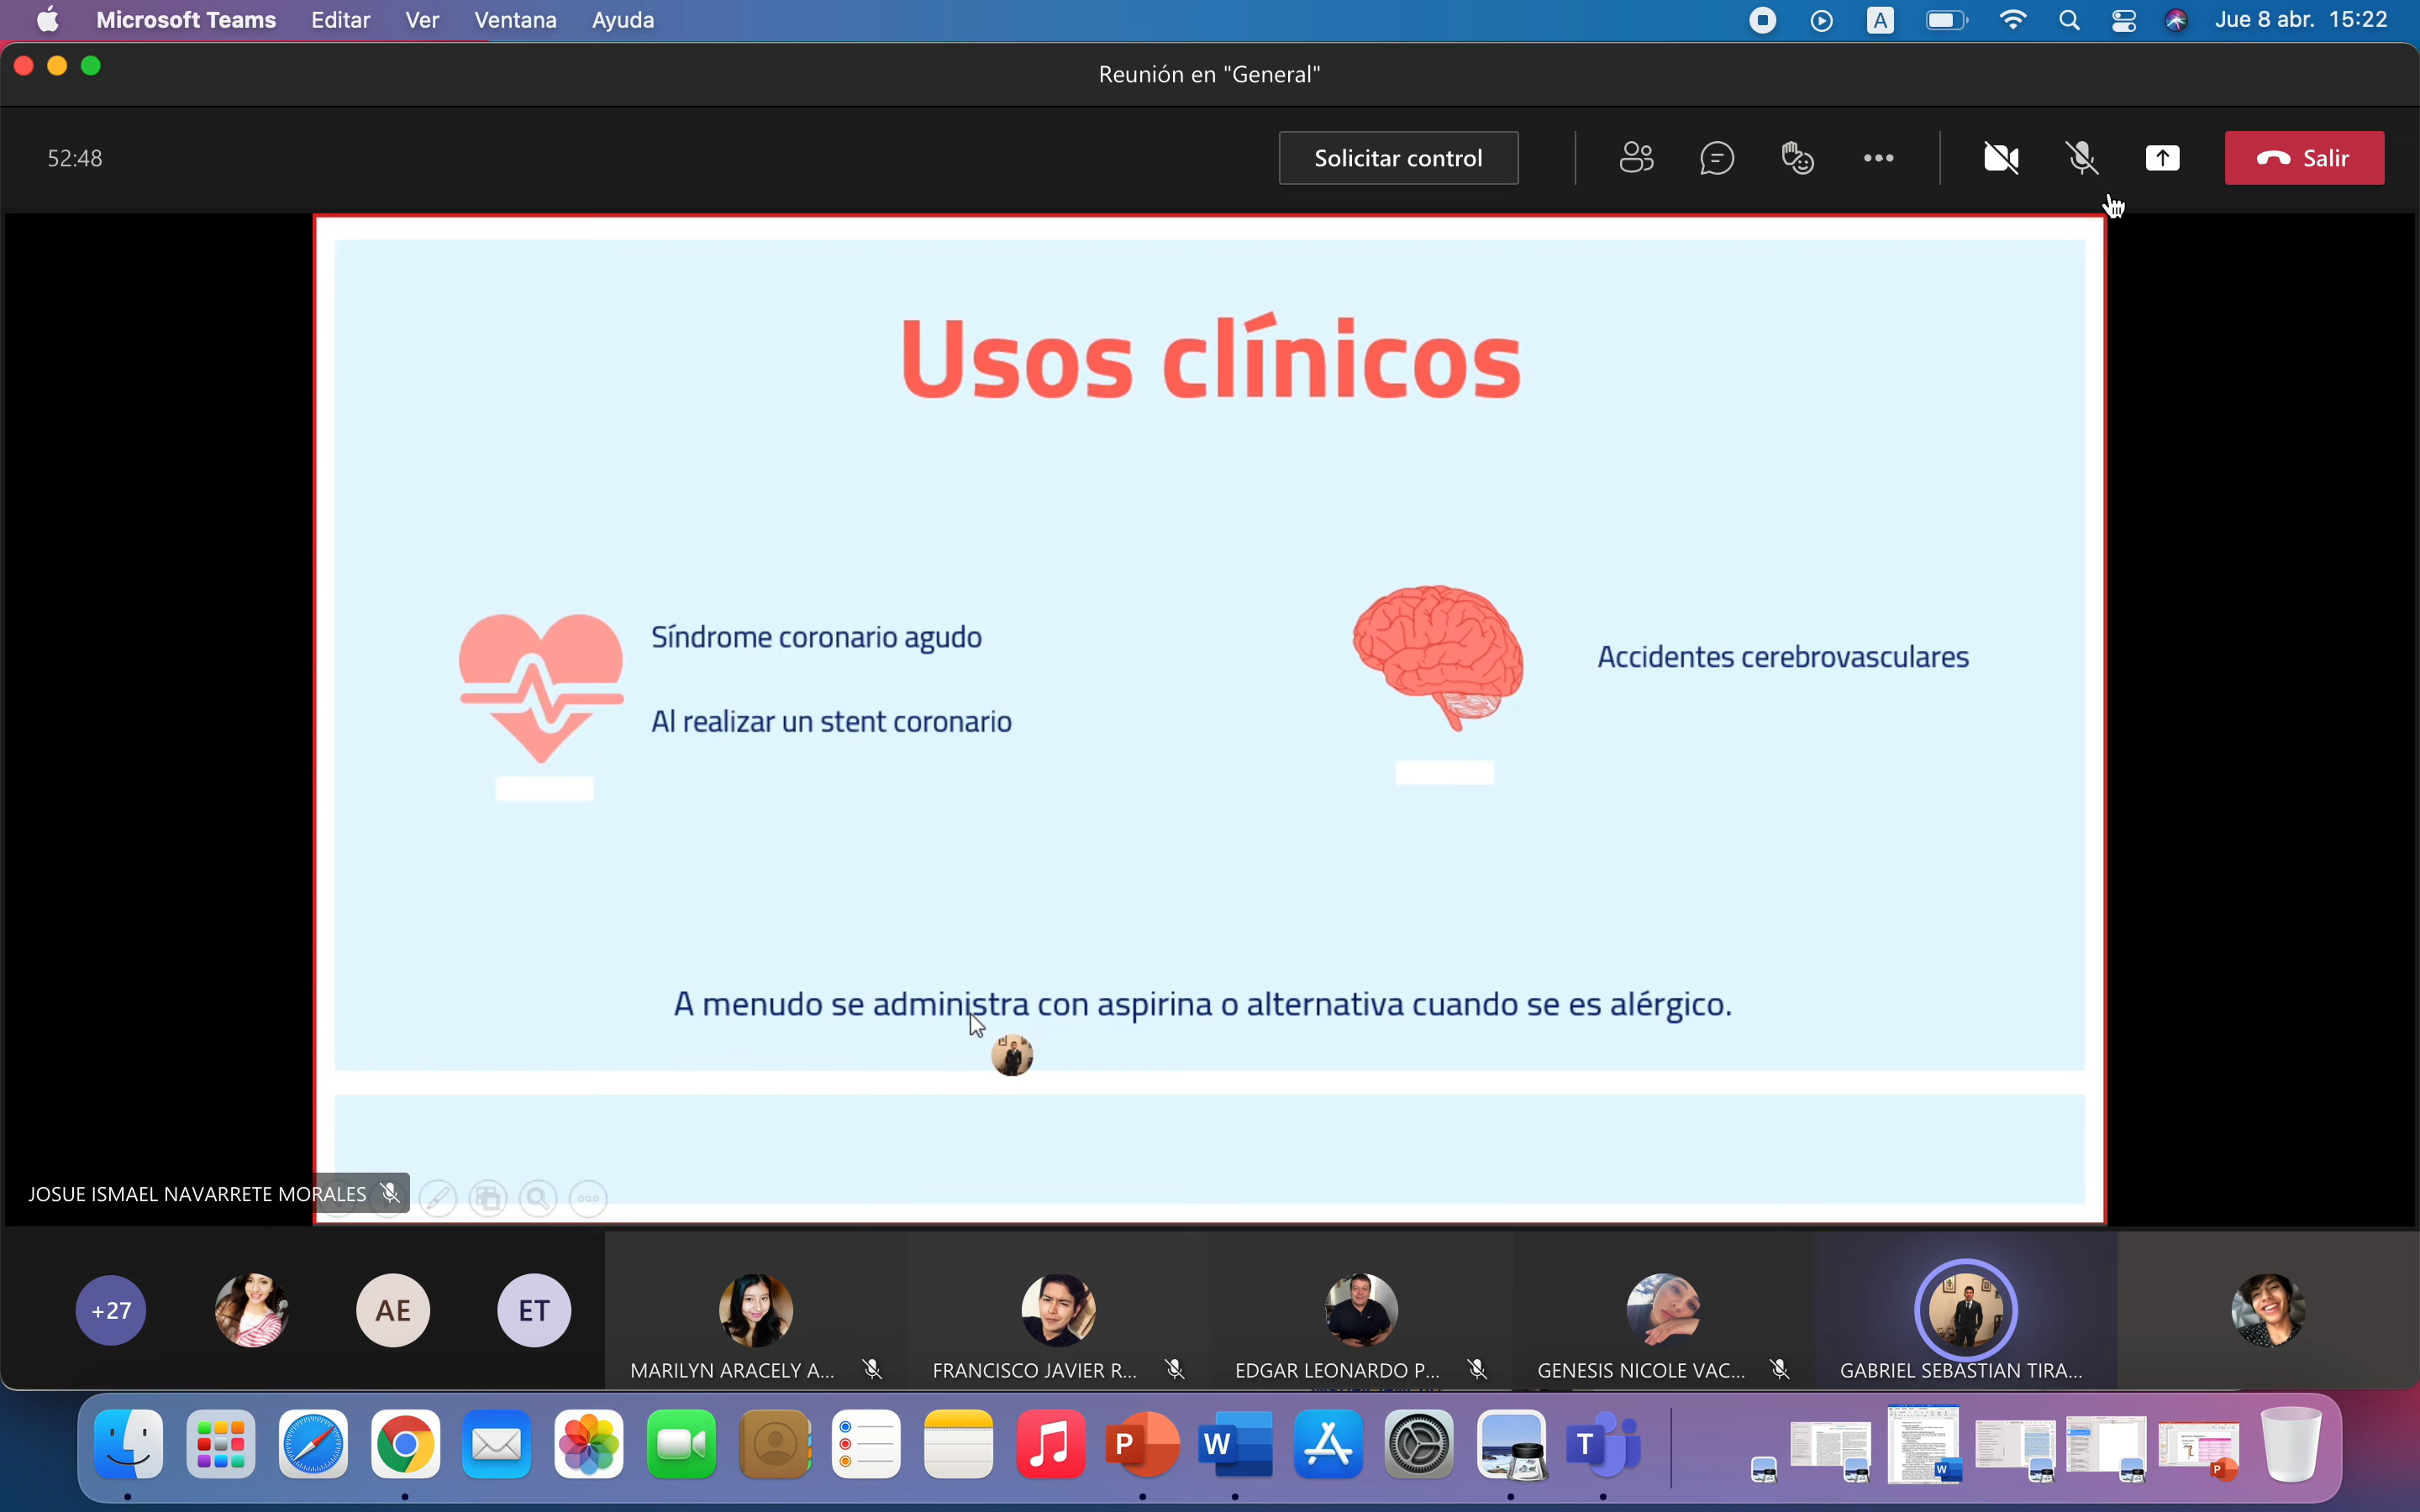 Microsoft Teams Editar Ver Ventana Ayuda A Jue 8 abr. 15:22
Reunión en "General"
52:48 Solicitar control Salir
Usos clínicos
Síndrome coronario agudo
Al realizar un stent coronario
Accidentes cerebrovasculares
A menudo se administra con aspirina o alternativa cuando se es alérgico.
JOSUE ISMAEL NAVARRETE MORALES
+27 AE ET
MARILYN ARACELY A... FRANCISCO JAVIER R... EDGAR LEONARDO P... GENESIS NICOLE VAC... GABRIEL SEBASTIAN TIRA...
P W T